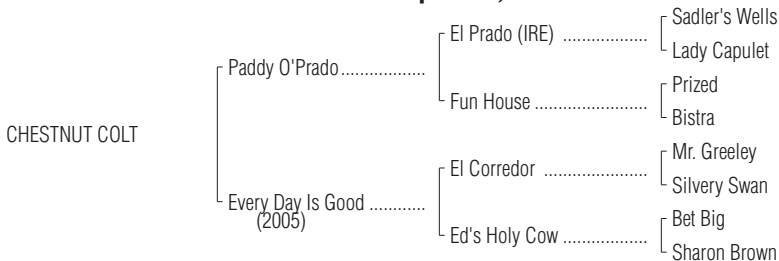 Sadler's Wells
El Prado (IRE) ..................
Lady Capulet
Paddy O'Prado..................
Prized
Fun House ........................
Bistra
CHESTNUT COLT
Mr. Greeley
El Corredor ......................
Silvery Swan
Every Day Is Good ............
(2005)
Bet Big
Ed's Holy Cow ..................
Sharon Brown